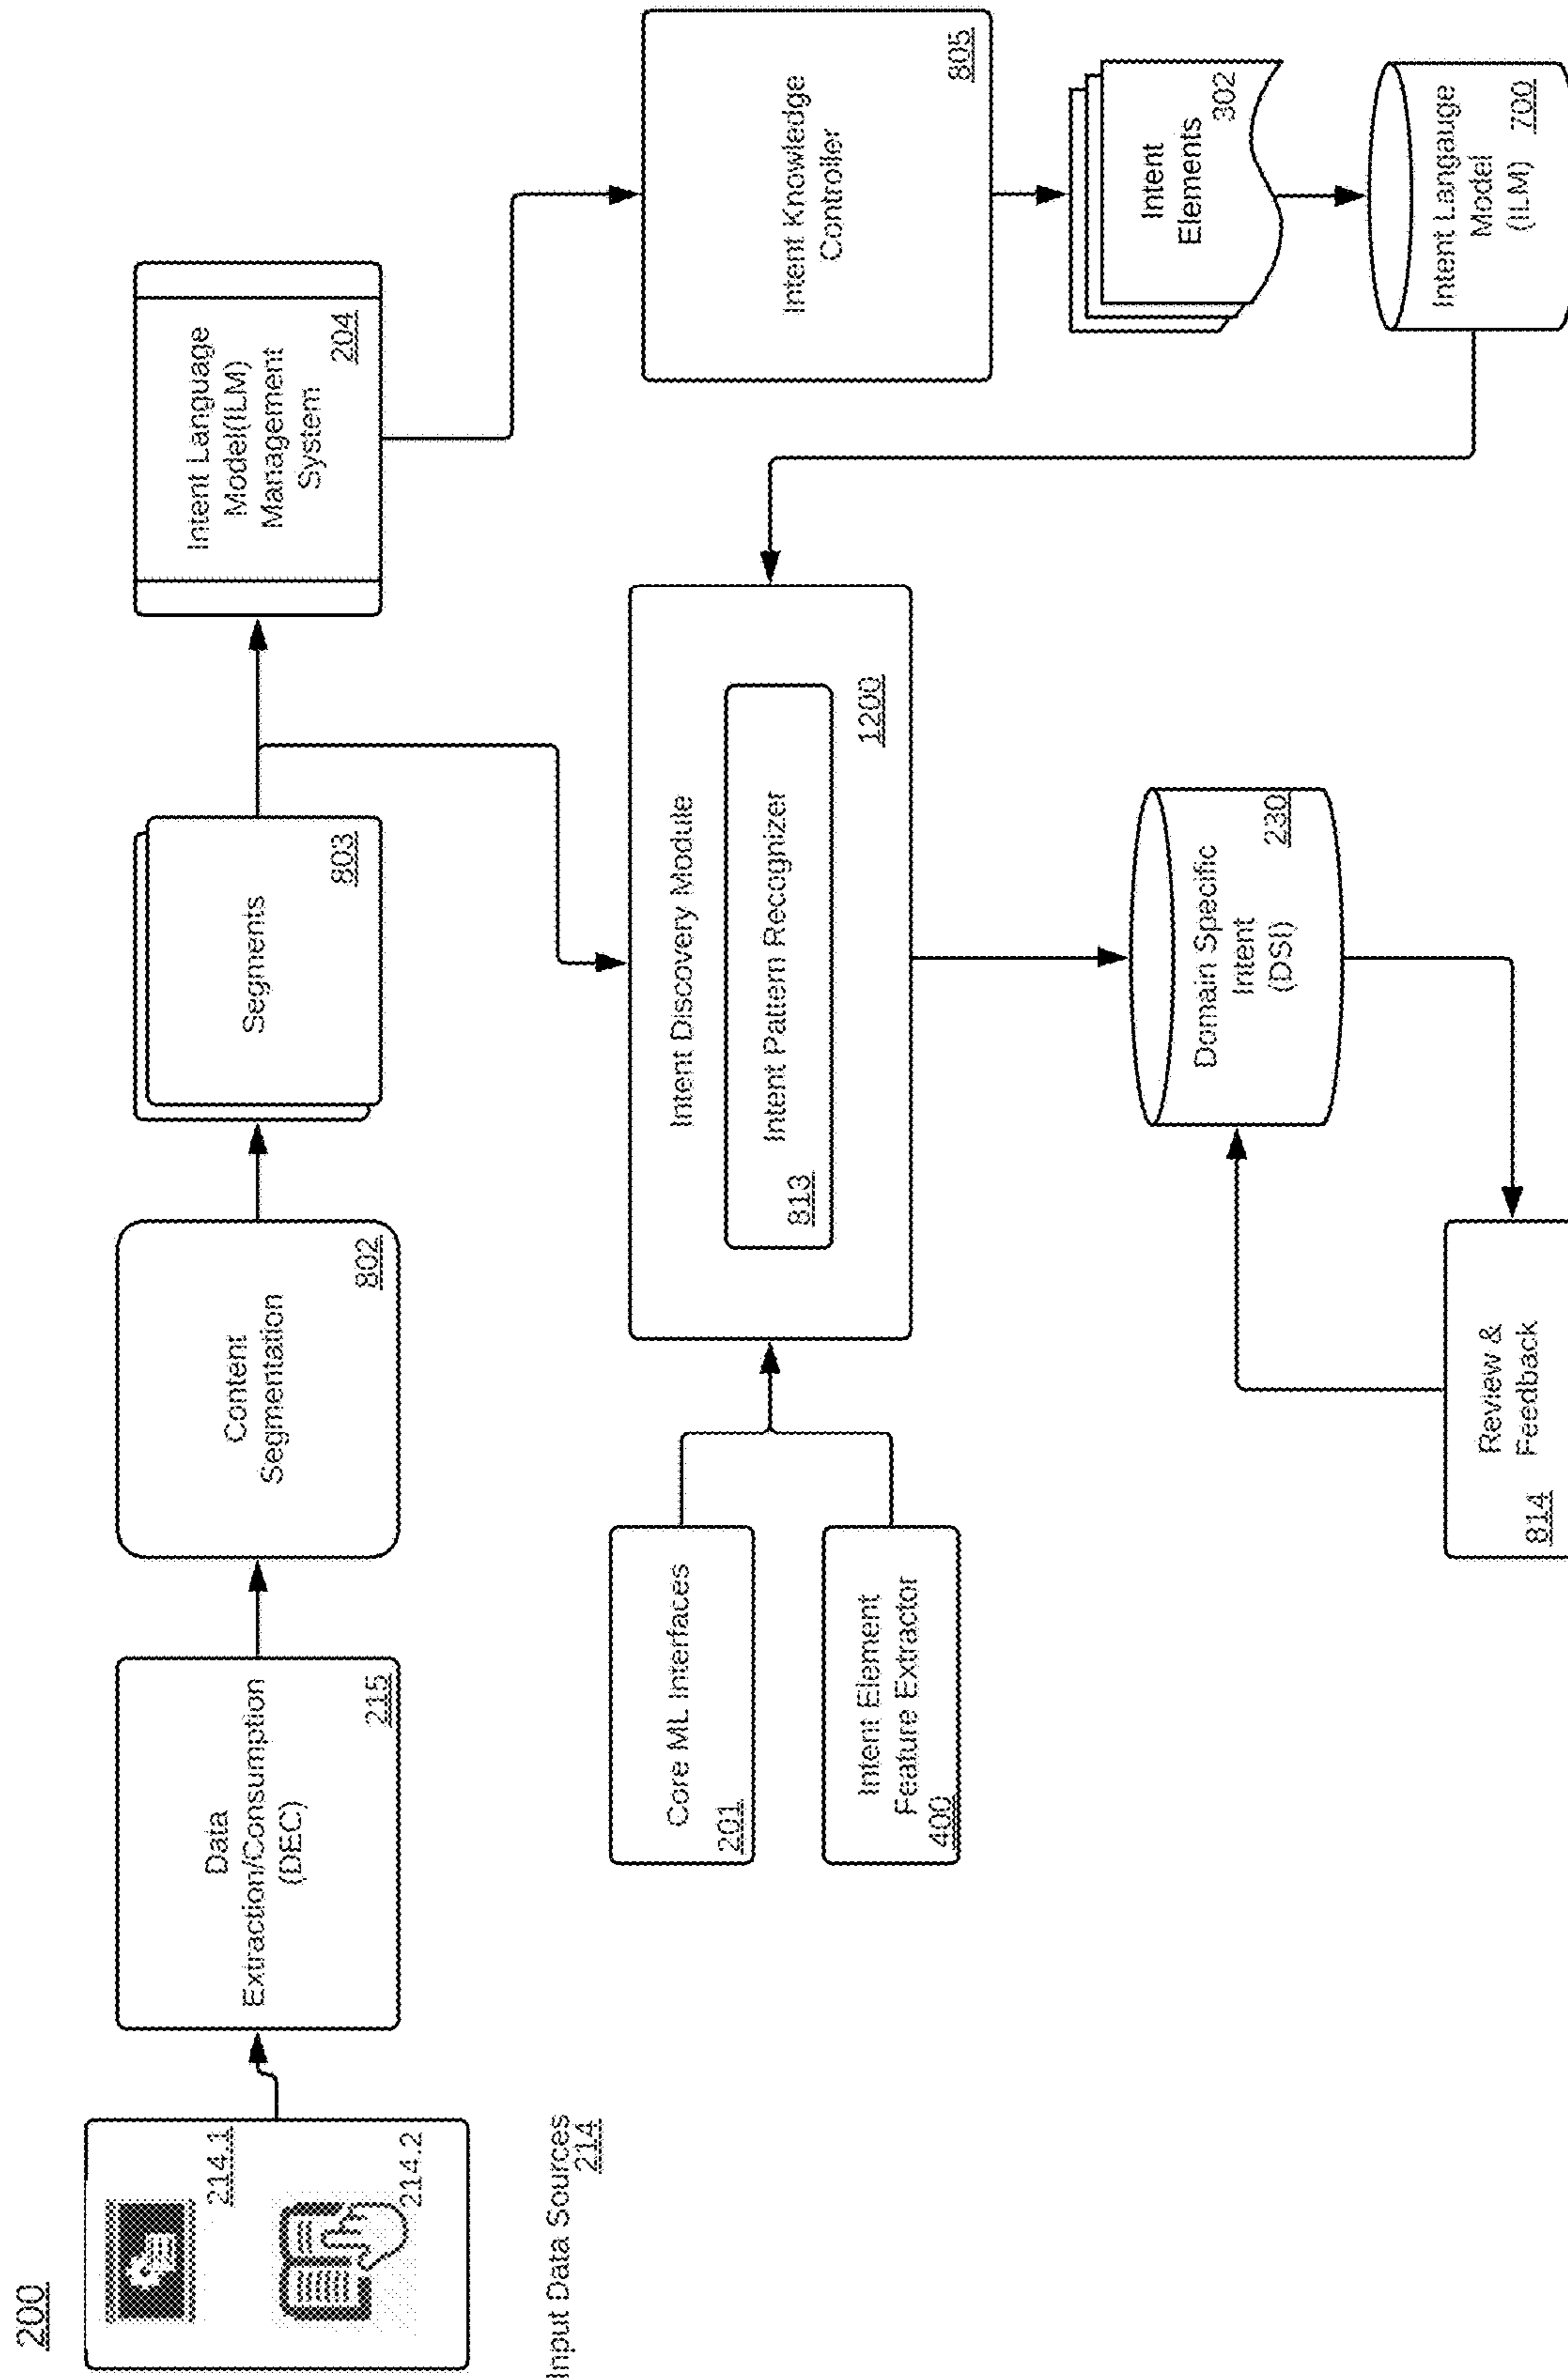 200
214.1
214.2
Input Data Sources
214
Data
Extraction/Consumption
(DEC)
215
Content
Segmentation
802
Segments
803
Intent Language
Model(ILM)
Management
System
204
Core ML Interfaces
201
Intent Element
Feature Extractor
400
Intent Discovery Module
Intent Pattern Recognizer
813
1200
Intent Knowledge
Controller
805
Intent
Elements
302
Intent Langauge
Model
(ILM)
700
Domain Specific
Intent
(DSI)
230
Review &
Feedback
814